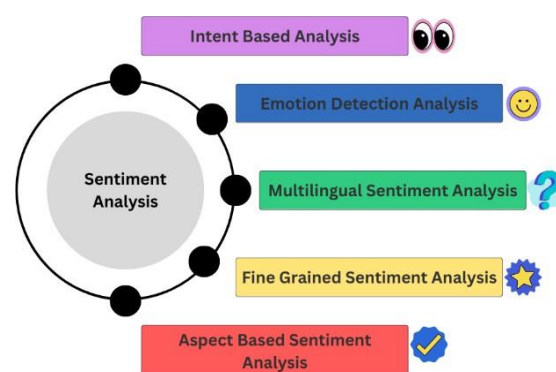 Intent Based Analysis
Emotion Detection Analysis
Sentiment
Analysis
Multilingual Sentiment Analysis
Fine Grained Sentiment Analysis
Aspect Based Sentiment
Analysis